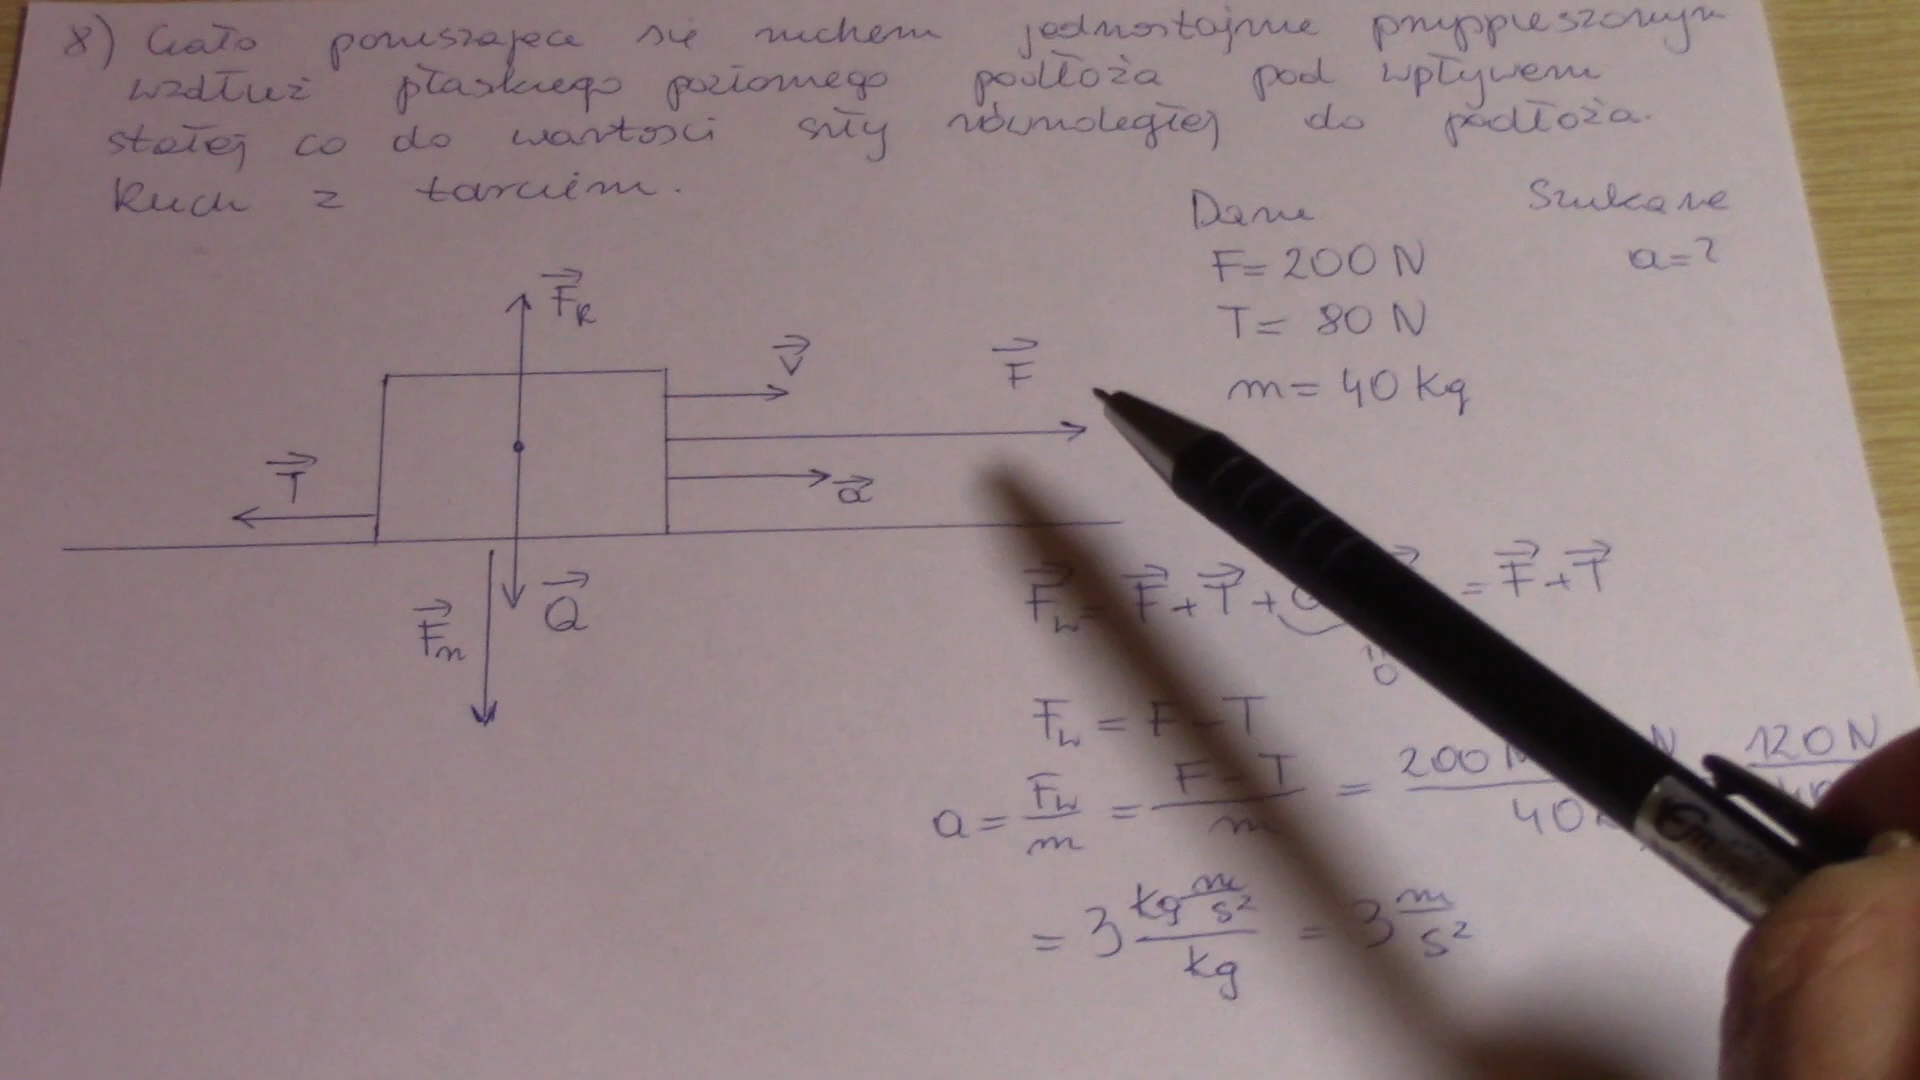 8) Ciało poruszające się ruchem jednostajnie przyspieszonym
wzdłuż płaskiego poziomego podłoża pod wpływem
stałej co do wartości siły równoległej do podłoża.
Ruch z tarciem.
Dane Szukane
F = 200 N a = ?
T = 80 N
m = 40 kg
F_R
V
F
T
a
Q
F_n
F_w = F + T + = F + T
0
F_w = F - T
a = F_w/m = F - T/m = 200 N 40 120 N
= 3 kg m/s²/kg = 3 m/s²